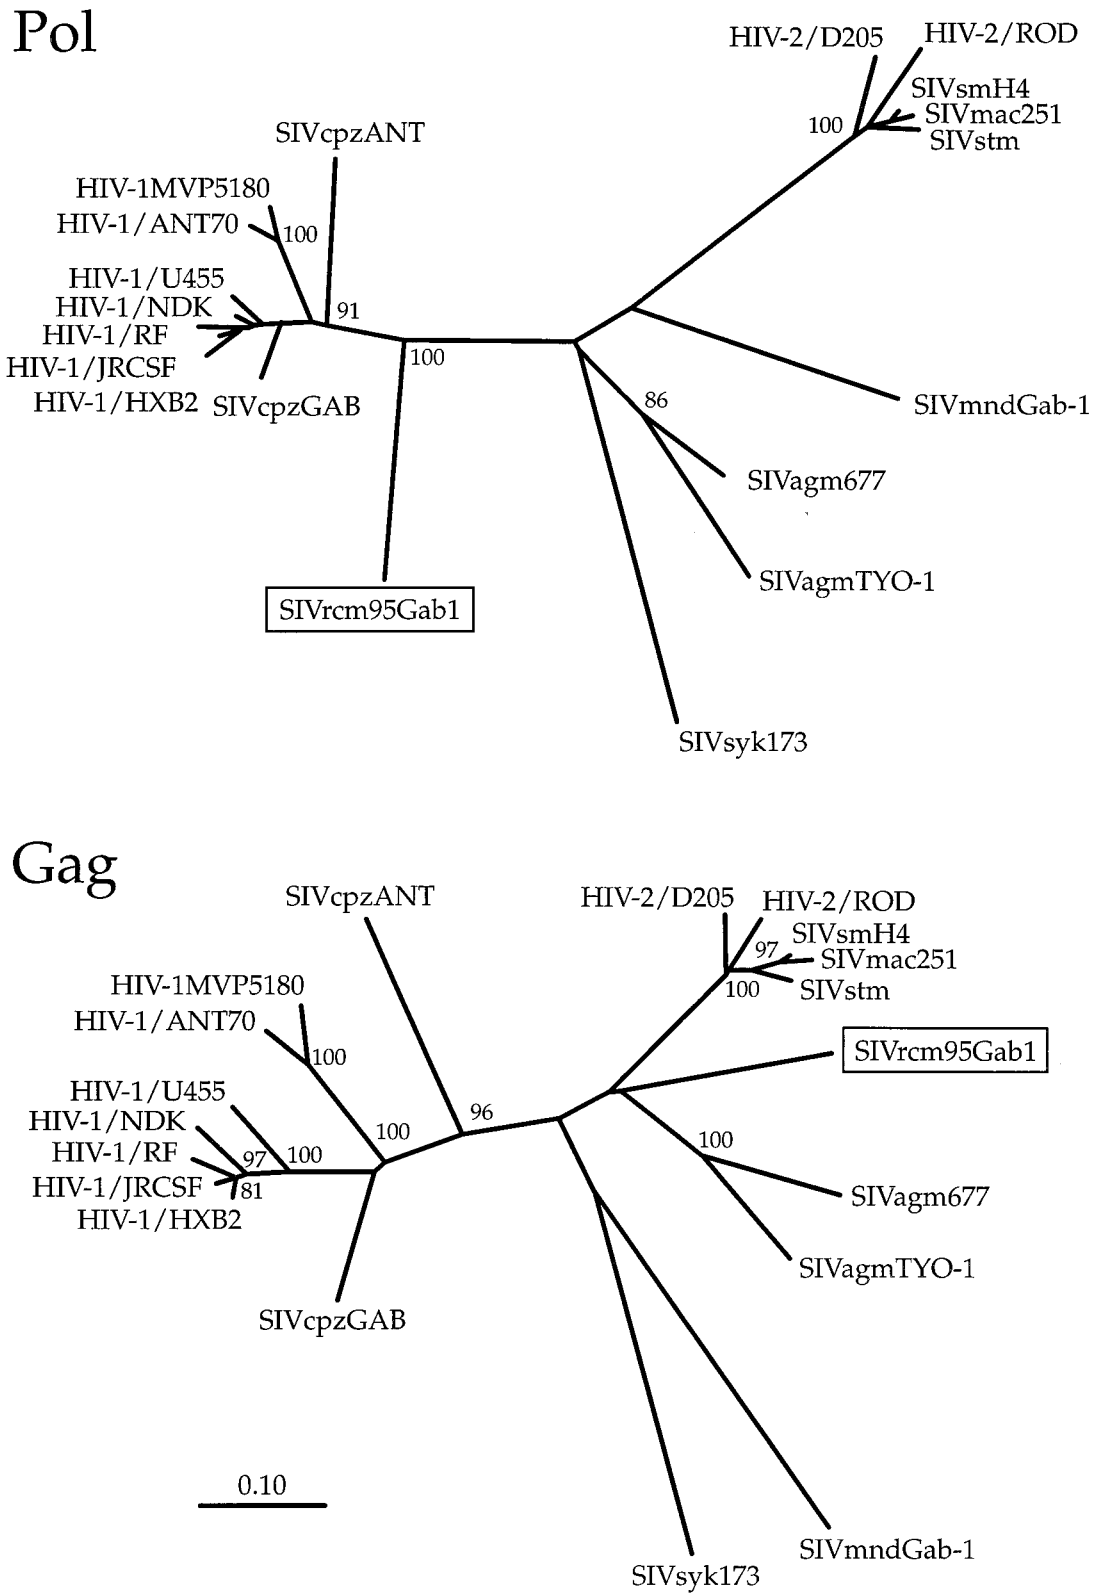 Pol
HIV-2/D205
HIV-2/ROD
SIVsmH4
SIVmac251
SIVstm
100
SIVcpzANT
HIV-1MVP5180
HIV-1/ANT70
100
HIV-1/U455
HIV-1/NDK
HIV-1/RF
HIV-1/JRCSF
HIV-1/HXB2
SIVcpzGAB
91
100
86
SIVmndGab-1
SIVagm677
SIVagmTYO-1
SIVrcm95Gab1
SIVsyk173
Gag
SIVcpzANT
HIV-2/D205
HIV-2/ROD
SIVsmH4
97
SIVmac251
100
SIVstm
HIV-1MVP5180
HIV-1/ANT70
100
SIVrcm95Gab1
HIV-1/U455
HIV-1/NDK
HIV-1/RF
HIV-1/JRCSF
HIV-1/HXB2
97
100
81
100
96
100
SIVagm677
SIVagmTYO-1
SIVcpzGAB
0.10
SIVmndGab-1
SIVsyk173